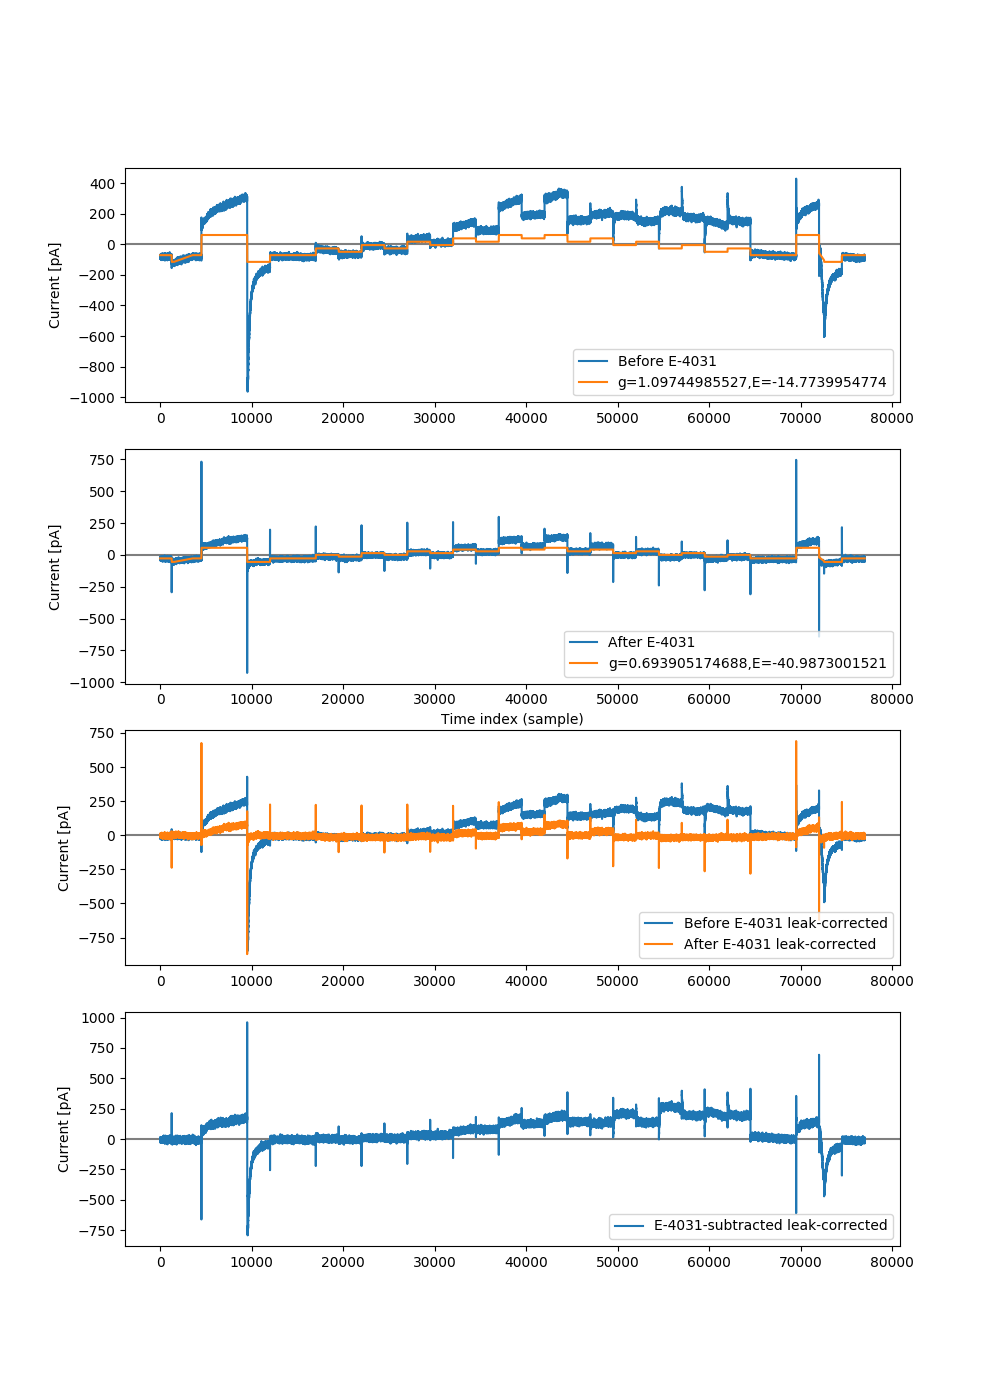 400
200
0
−200
−400
−600
−800
−1000
Current [pA]
Before E-4031
g=1.09744985527,E=-14.7739954774
0 10000 20000 30000 40000 50000 60000 70000 80000
750
500
250
0
−250
−500
−750
−1000
Current [pA]
After E-4031
g=0.693905174688,E=-40.9873001521
0 10000 20000 30000 40000 50000 60000 70000 80000
Time index (sample)
750
500
250
0
−250
−500
−750
Current [pA]
Before E-4031 leak-corrected
After E-4031 leak-corrected
0 10000 20000 30000 40000 50000 60000 70000 80000
1000
750
500
250
0
−250
−500
−750
Current [pA]
E-4031-subtracted leak-corrected
0 10000 20000 30000 40000 50000 60000 70000 80000